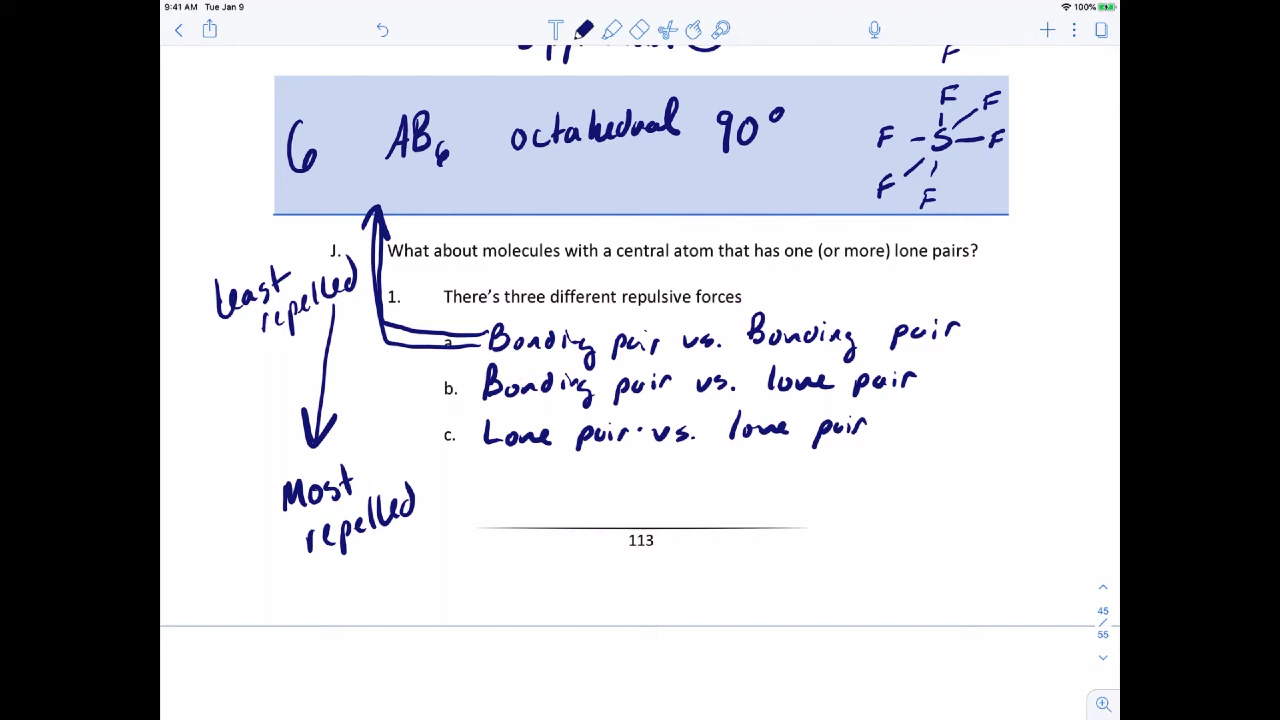 9:41 AM Tue Jan 9
100%
F
6 AB6 octahedral 90°
F F
F S F
F F
J. What about molecules with a central atom that has one (or more) lone pairs?
Least repelled
1. There's three different repulsive forces
a. Bonding pair vs. Bonding pair
b. Bonding pair vs. lone pair
c. Lone pair vs. lone pair
Most
repelled
113
45
/
55